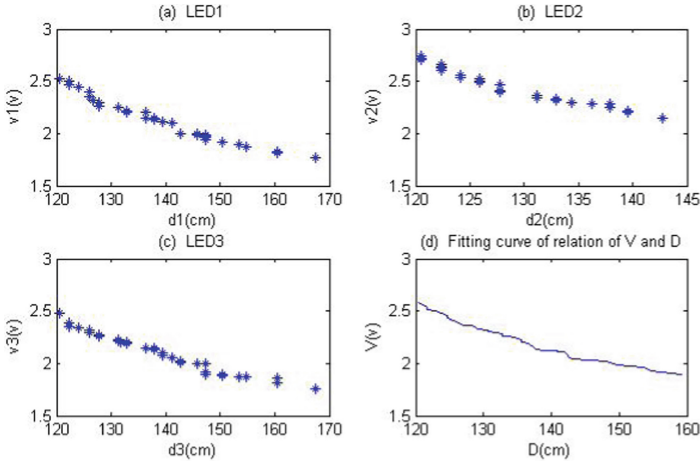 (a) LED1
3
2.5
2
1.5
v1(v)
120 130 140 150 160 170
d1(cm)
(b) LED2
3
2.5
2
1.5
v2(v)
120 125 130 135 140 145
d2(cm)
(c) LED3
3
2.5
2
1.5
v3(v)
120 130 140 150 160 170
d3(cm)
(d) Fitting curve of relation of V and D
3
2.5
2
1.5
V(v)
120 130 140 150 160
D(cm)